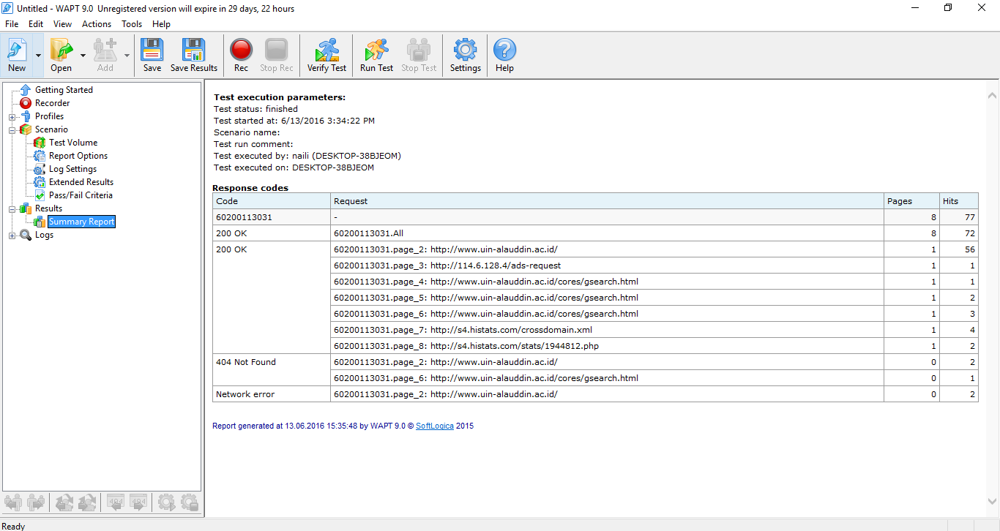 Untitled - WAPT 9.0 Unregistered version will expire in 29 days, 22 hours
File Edit View Actions Tools Help
New Open Add Save Save Results Rec Stop Rec Verify Test Run Test Stop Test Settings Help
Getting Started
Recorder
Profiles
Scenario
Test Volume
Report Options
Log Settings
Extended Results
Pass/Fail Criteria
Results
Summary Report
Logs
Test execution parameters:
Test status: finished
Test started at: 6/13/2016 3:34:22 PM
Scenario name:
Test run comment:
Test executed by: naili (DESKTOP-38BJEOM)
Test executed on: DESKTOP-38BJEOM
Response codes
Code Request Pages Hits
60200113031 - 8 77
200 OK 60200113031.All 8 72
200 OK 60200113031.page_2: http://www.uin-alauddin.ac.id/ 1 56
60200113031.page_3: http://114.6.128.4/ads-request 1 1
60200113031.page_4: http://www.uin-alauddin.ac.id/cores/gsearch.html 1 1
60200113031.page_5: http://www.uin-alauddin.ac.id/cores/gsearch.html 1 2
60200113031.page_6: http://www.uin-alauddin.ac.id/cores/gsearch.html 1 3
60200113031.page_7: http://s4.histats.com/crossdomain.xml 1 4
60200113031.page_8: http://s4.histats.com/stats/1944812.php 1 2
404 Not Found 60200113031.page_2: http://www.uin-alauddin.ac.id/ 0 2
60200113031.page_6: http://www.uin-alauddin.ac.id/cores/gsearch.html 0 1
Network error 60200113031.page_2: http://www.uin-alauddin.ac.id/ 0 2
Report generated at 13.06.2016 15:35:48 by WAPT 9.0 © SoftLogica 2015
404 404
Ready